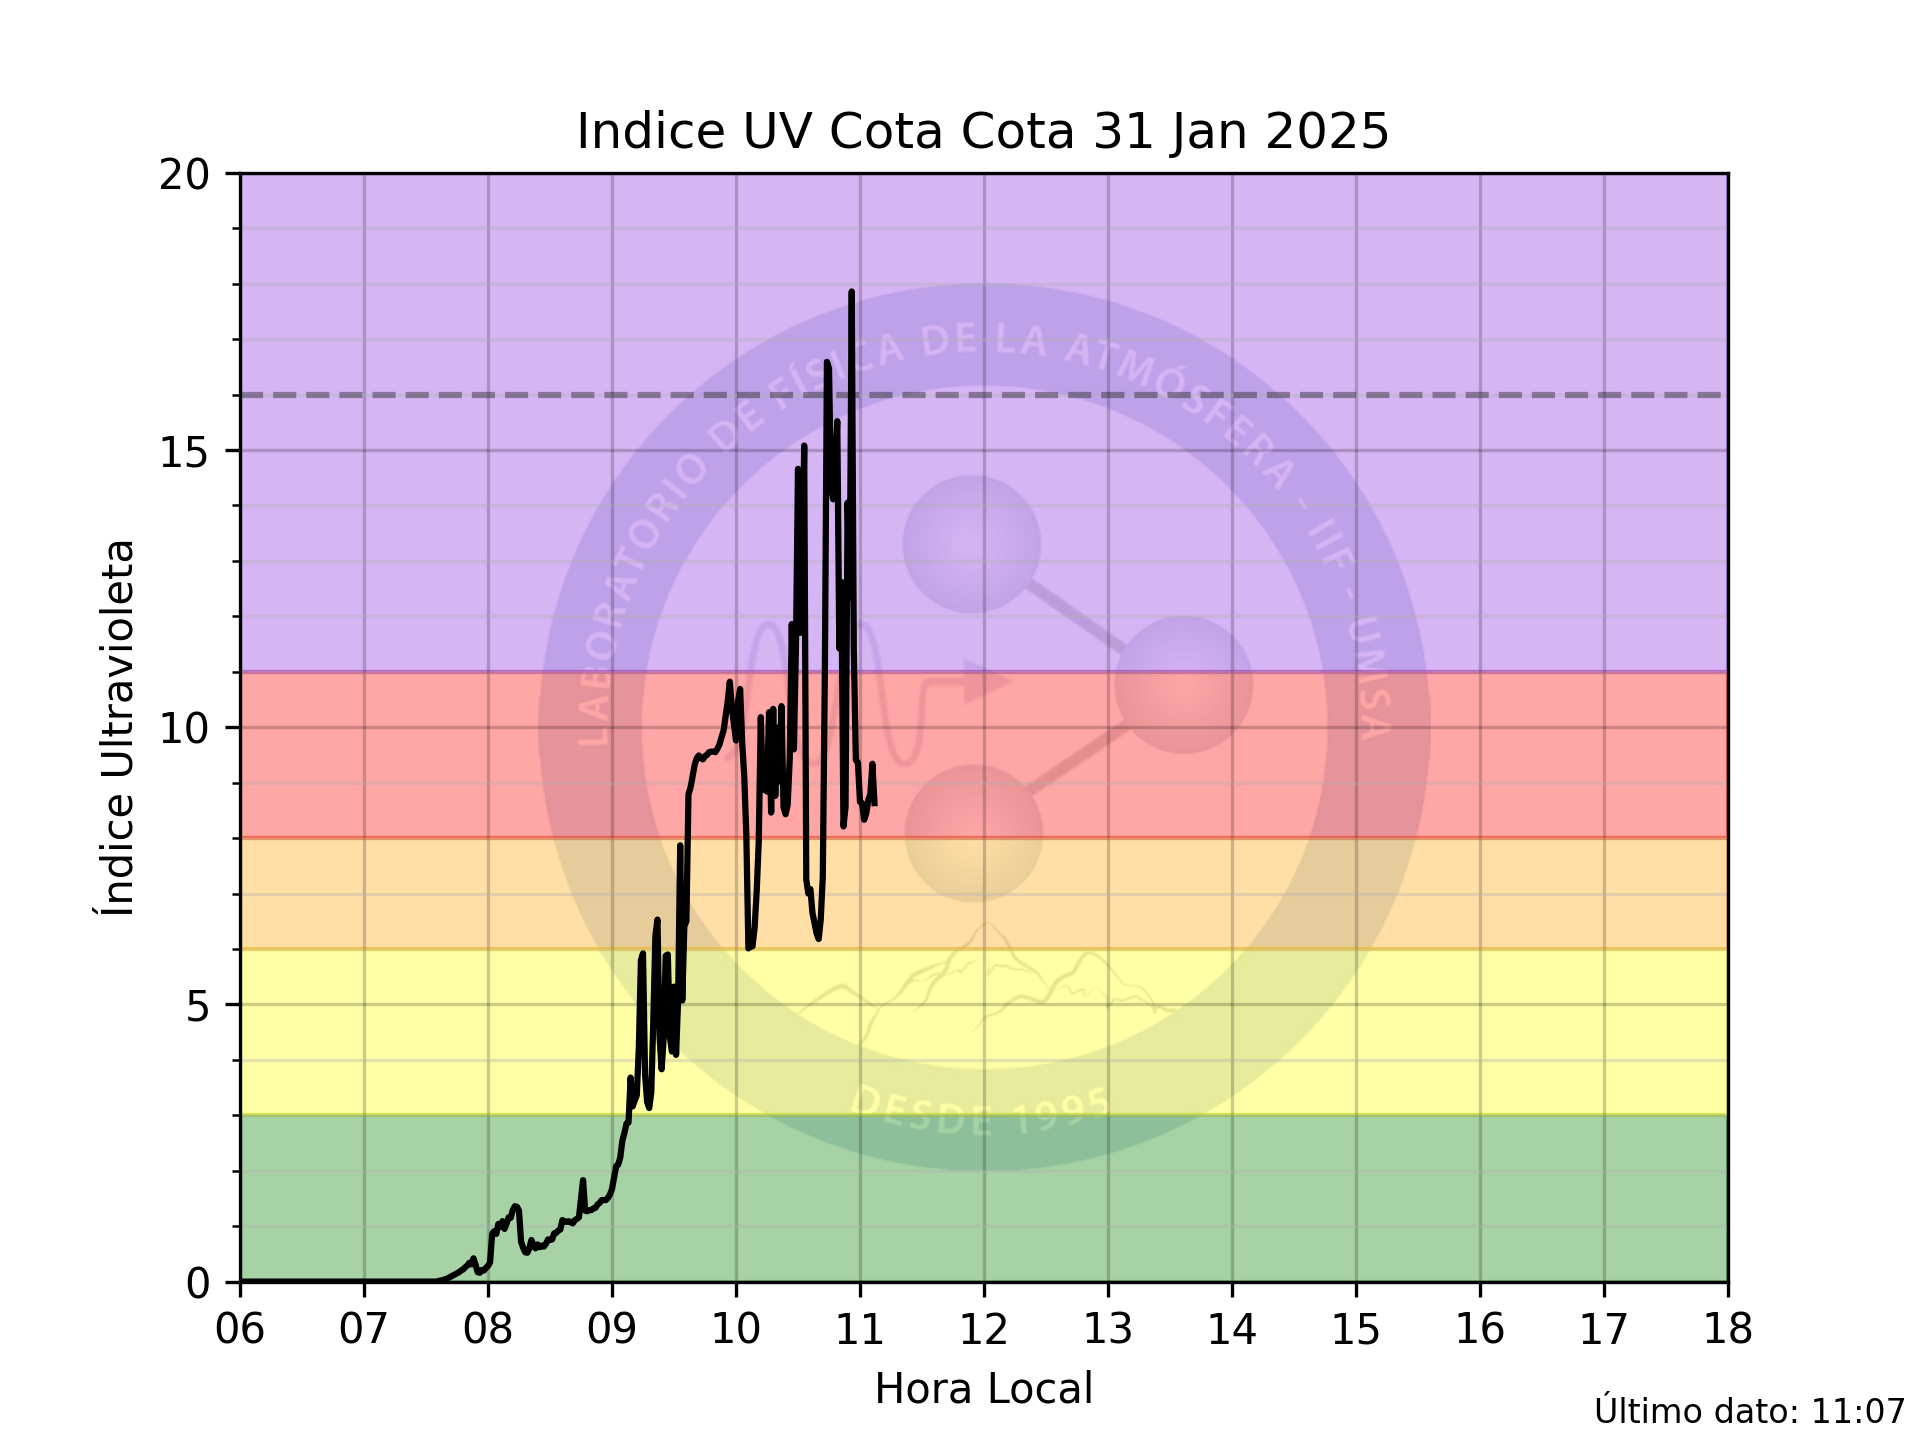 Indice UV Cota Cota 31 Jan 2025
20
15
10
5
0
Índice Ultravioleta
LABORATORIO DE FÍSICA DE LA ATMÓSFERA - IIF - UMSA
DESDE 1995
06 07 08 09 10 11 12 13 14 15 16 17 18
Hora Local
Último dato: 11:07